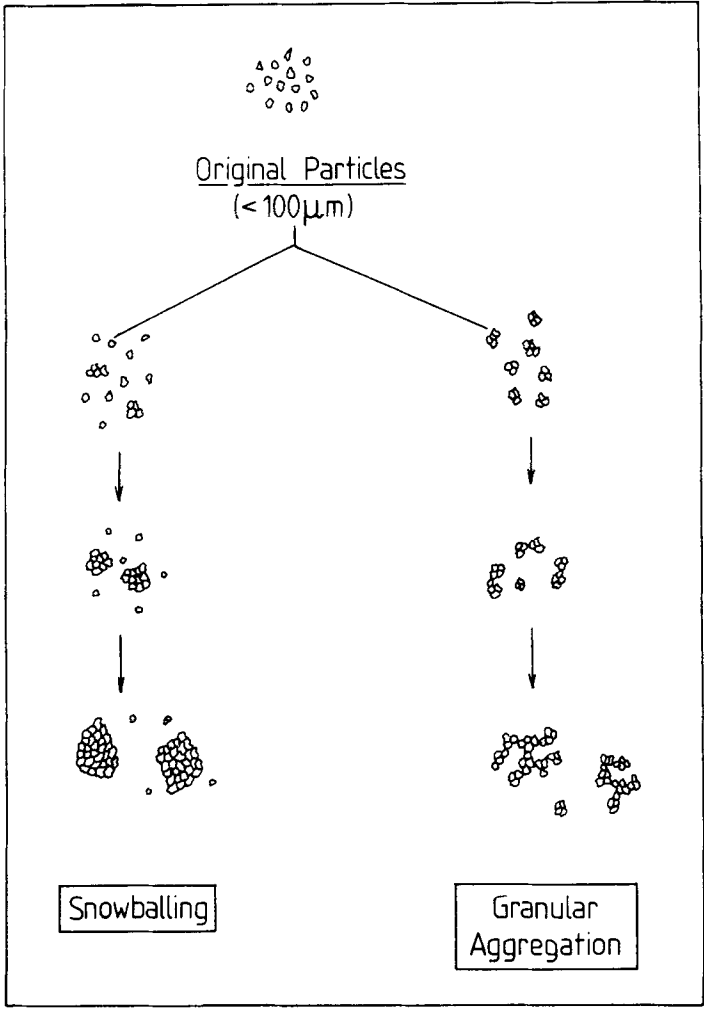 Original Particles
(< 100μm)
Snowballing
Granular
Aggregation